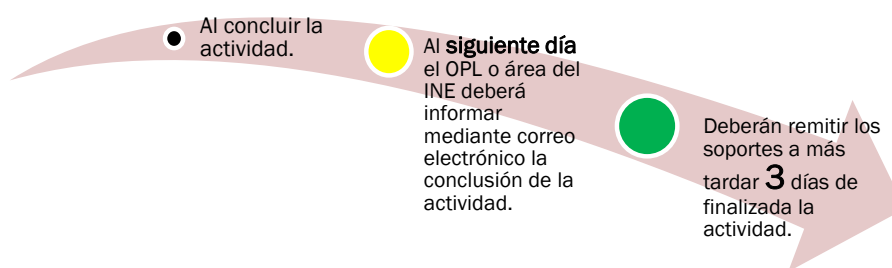 Al concluir la
actividad.
Al siguiente día
el OPL o área del
INE deberá
informar
mediante correo
electrónico la
conclusión de la
actividad.
Deberán remitir los
soportes a más
tardar 3 días de
finalizada la
actividad.